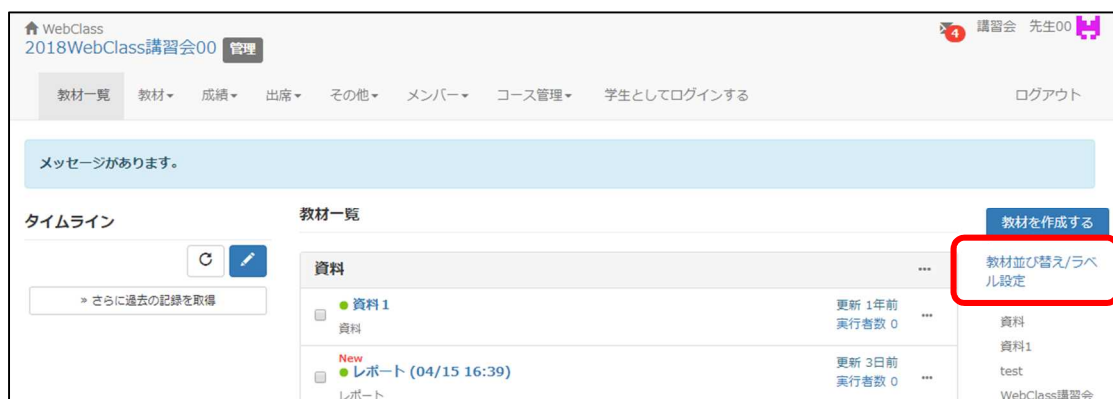 WebClass
4
講習会 先生00
2018WebClass講習会00 管理
教材一覧 教材 成績 出席 その他 メンバー コース管理 学生としてログインする ログアウト
メッセージがあります。
タイムライン
» さらに過去の記録を取得
教材一覧
資料
資料1
資料
更新 1年前
実行者数 0
New
レポート (04/15 16:39)
レポート
更新 3日前
実行者数 0
教材を作成する
教材並び替え/ラベ
ル設定
資料
資料1
test
WebClass講習会